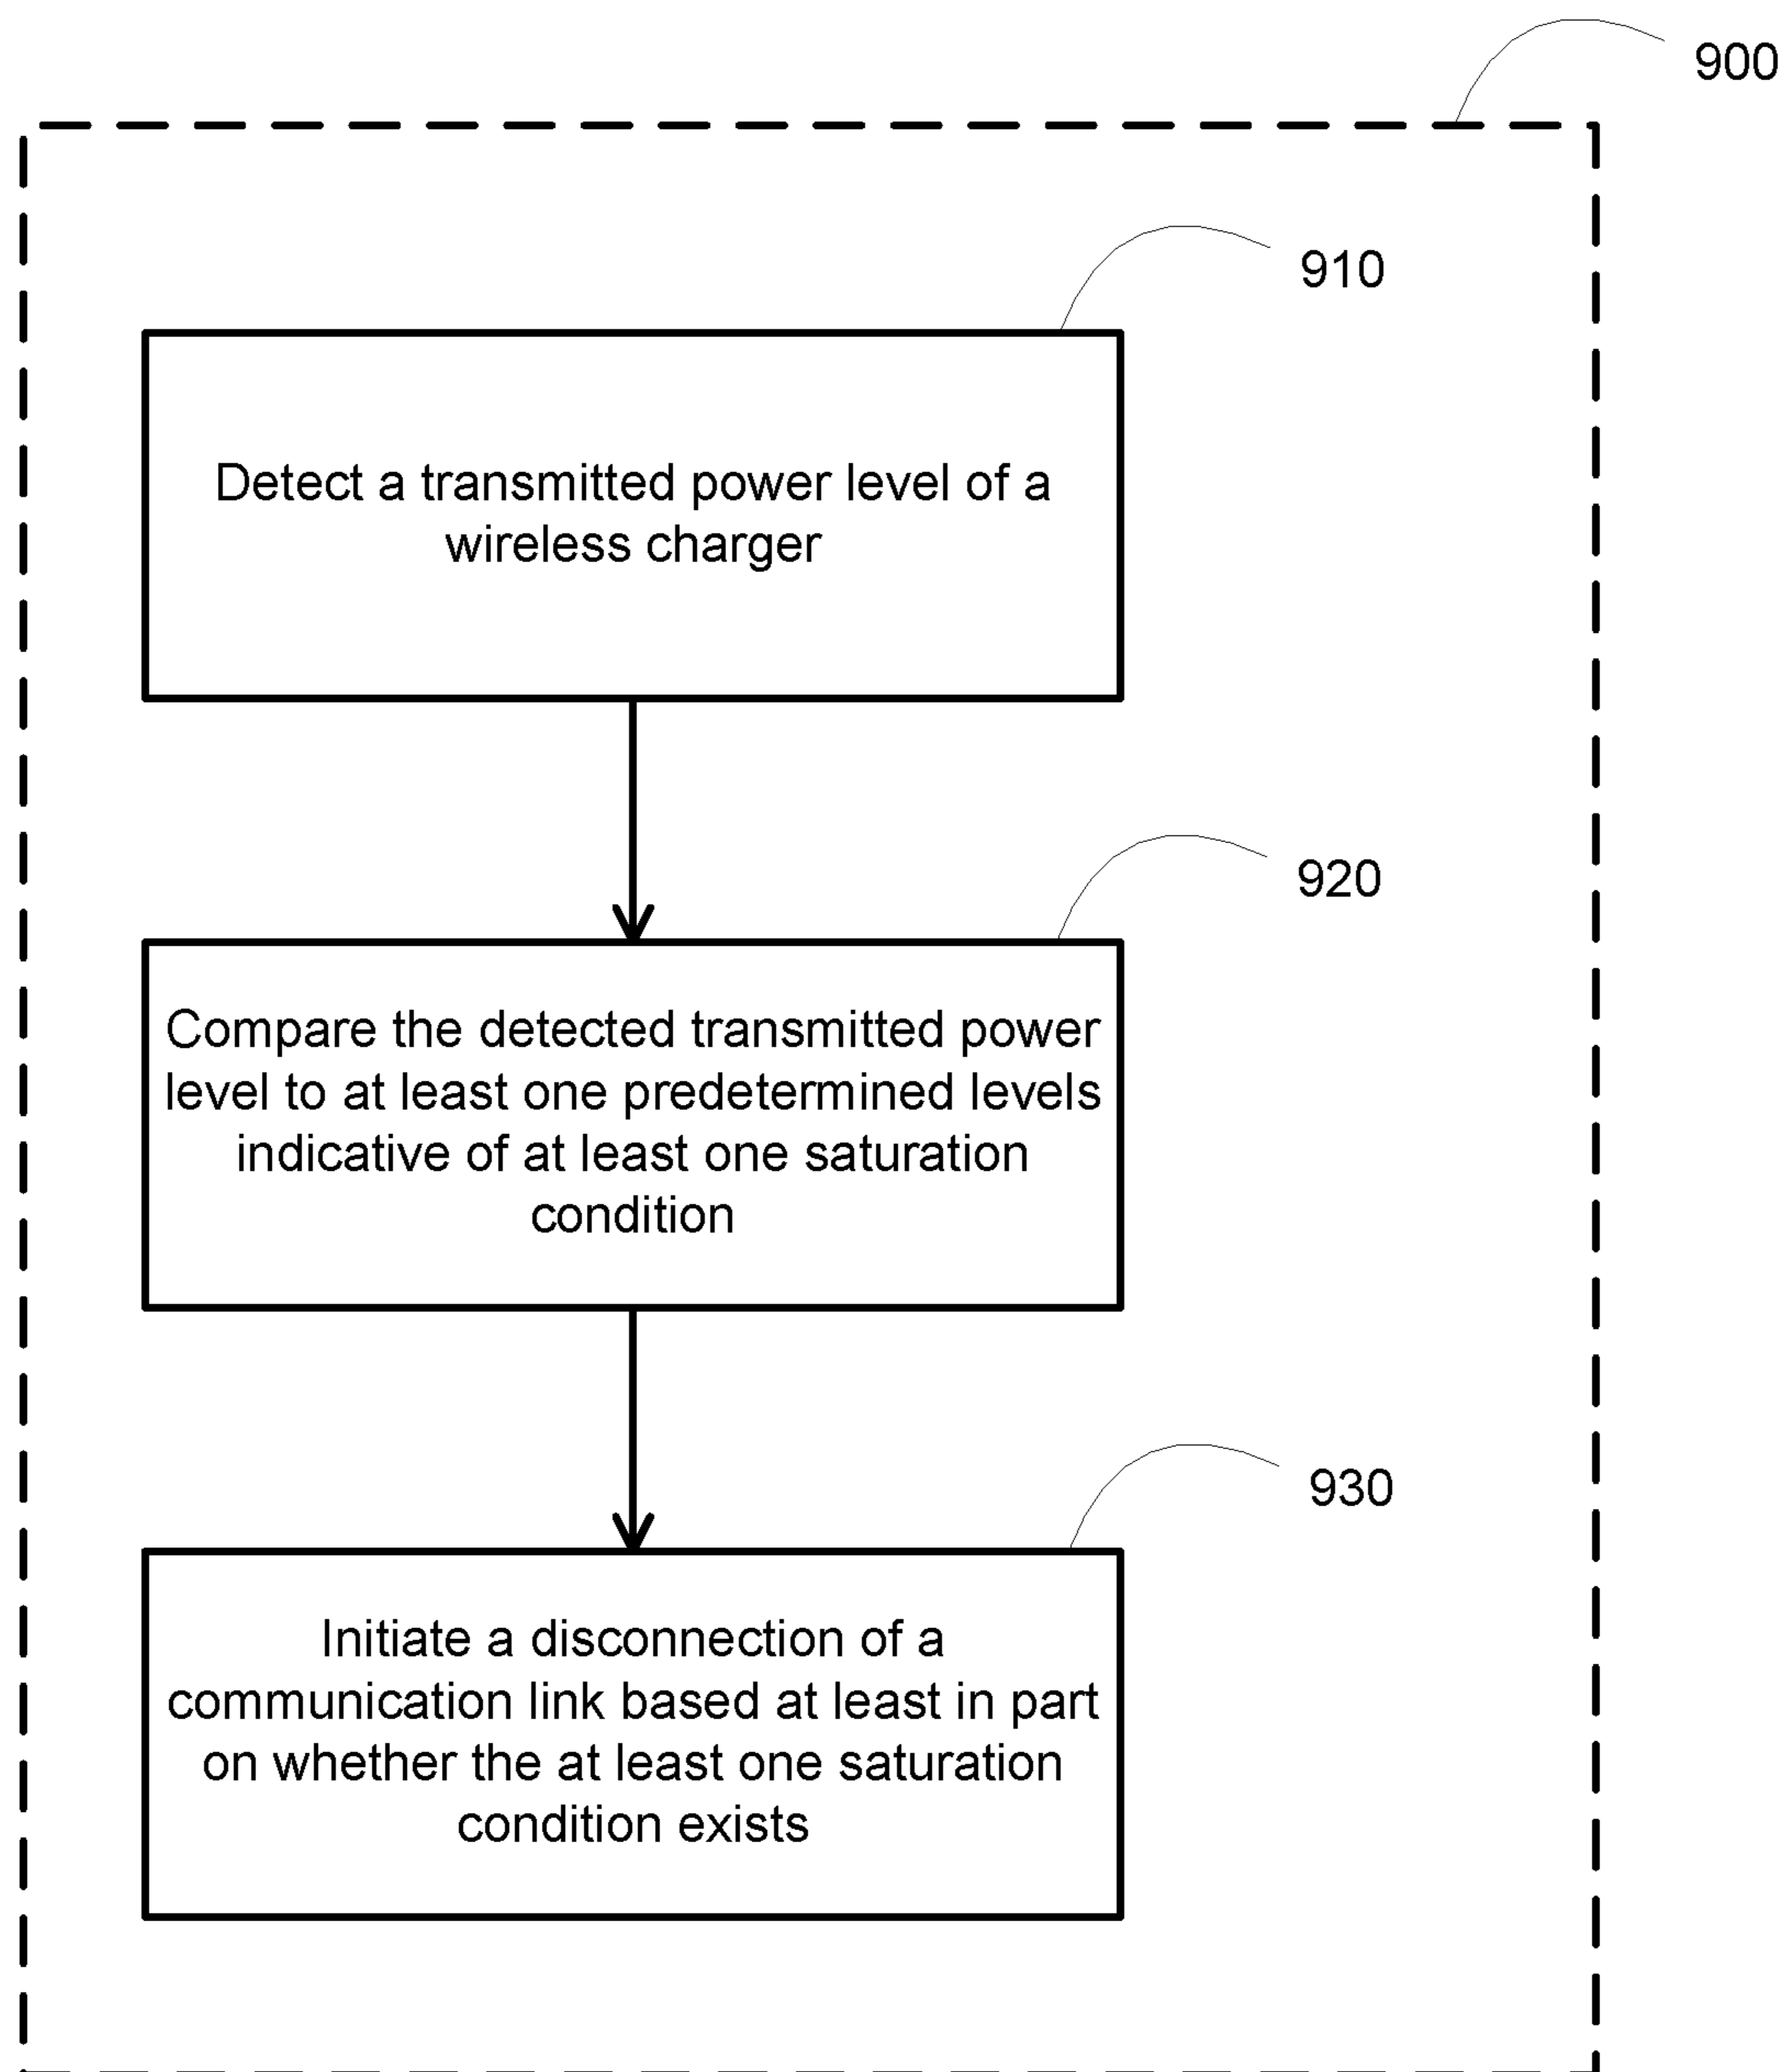 900
910
Detect a transmitted power level of a
wireless charger
920
Compare the detected transmitted power
level to at least one predetermined levels
indicative of at least one saturation
condition
930
Initiate a disconnection of a
communication link based at least in part
on whether the at least one saturation
condition exists